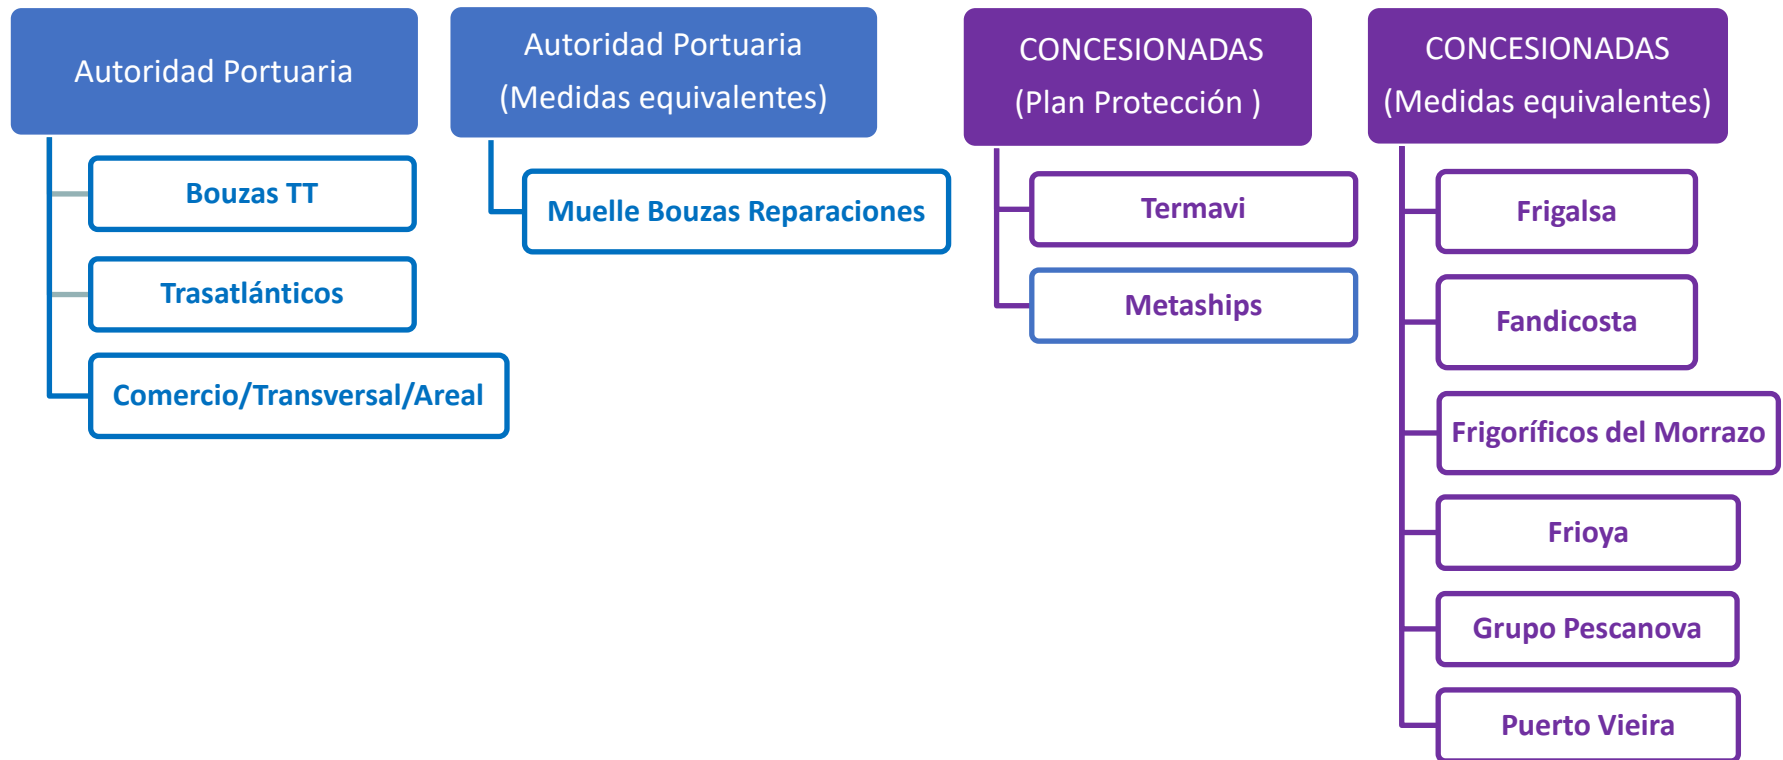 Autoridad Portuaria
Bouzas TT
Trasatlánticos
Comercio/Transversal/Areal
Autoridad Portuaria
(Medidas equivalentes)
Muelle Bouzas Reparaciones
CONCESIONADAS
(Plan Protección )
Termavi
Metaships
CONCESIONADAS
(Medidas equivalentes)
Frigalsa
Fandicosta
Frigoríficos del Morrazo
Frioya
Grupo Pescanova
Puerto Vieira